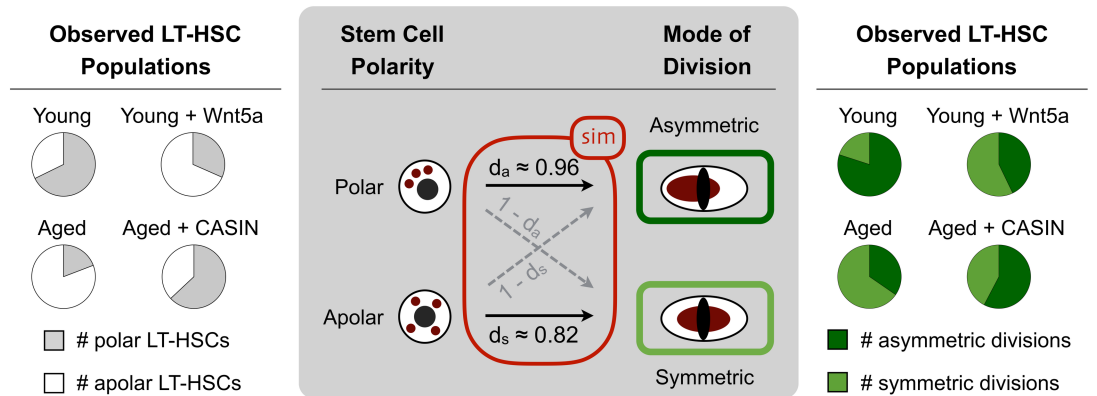 Observed LT-HSC
Populations
Young
Young + Wnt5a
Aged
Aged + CASIN
# polar LT-HSCs
# apolar LT-HSCs
Stem Cell
Polarity
Mode of
Division
sim
Asymmetric
Polar
dₐ ≈ 0.96
1 - dₐ
1 - dₛ
Apolar
dₛ ≈ 0.82
Symmetric
Observed LT-HSC
Populations
Young
Young + Wnt5a
Aged
Aged + CASIN
# asymmetric divisions
# symmetric divisions